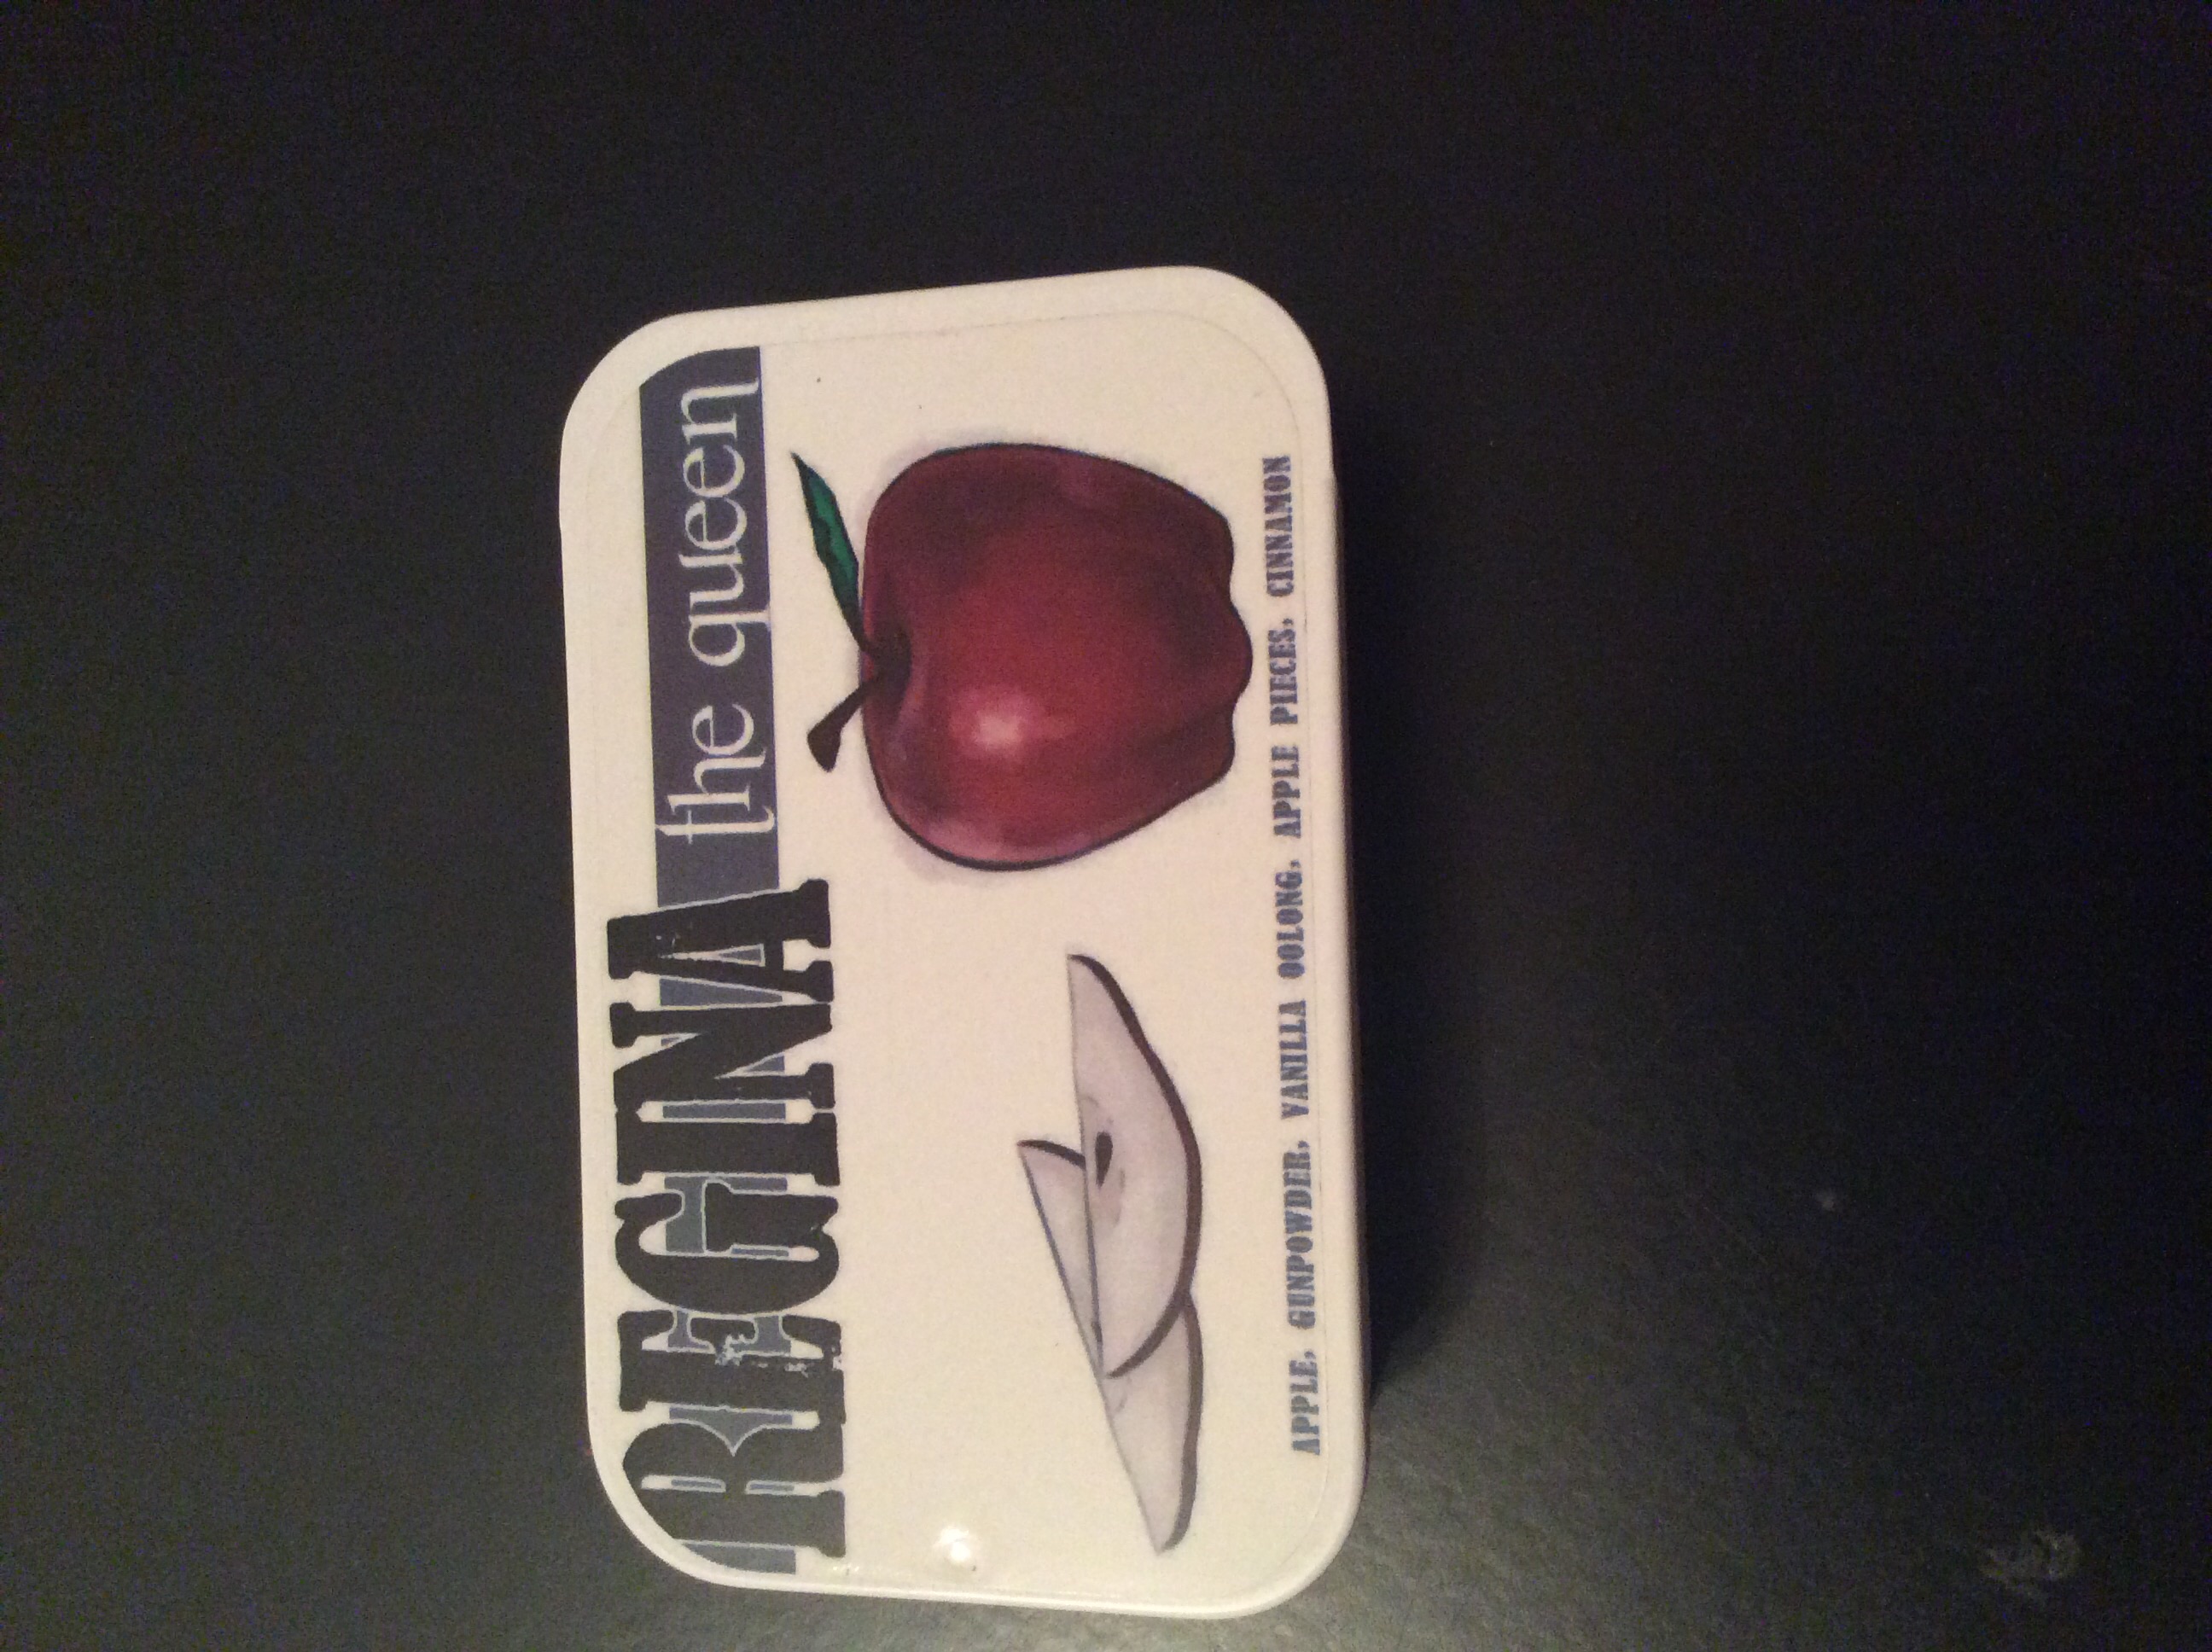 REGINA the queen
APPLE, GUNPOWDER, VANILLA OOLONG, APPLE PIECES, CINNAMON